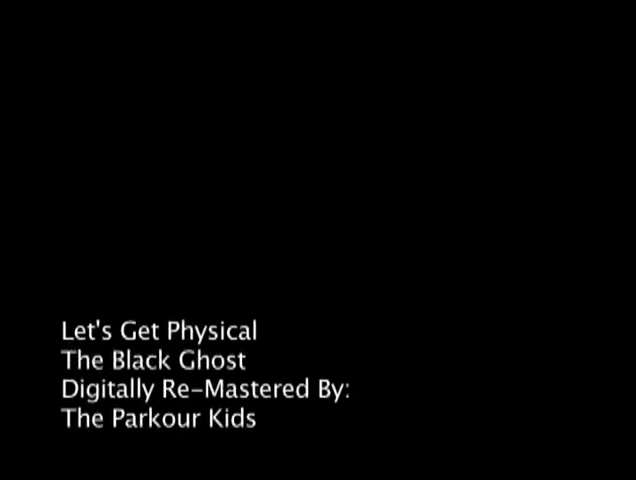 Let's Get Physical
The Black Ghost
Digitally Re-Mastered By:
The Parkour Kids